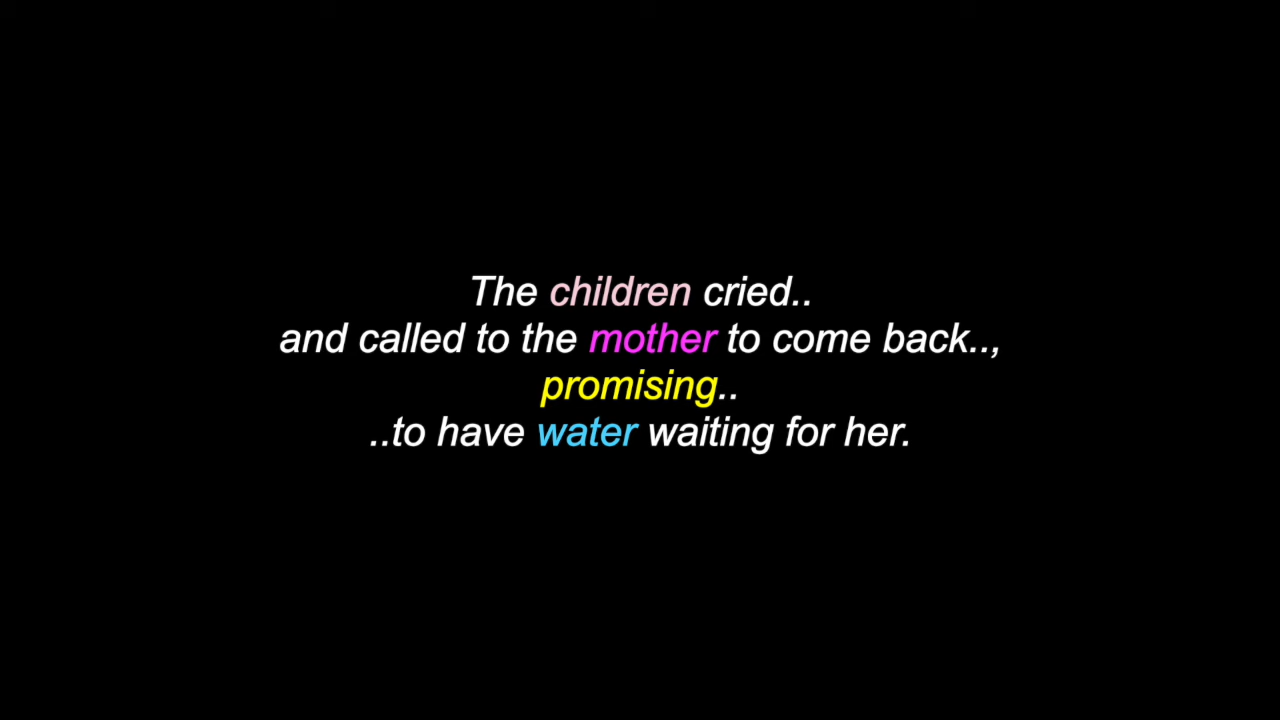 The children cried..
and called to the mother to come back..,
promising..
..to have water waiting for her.